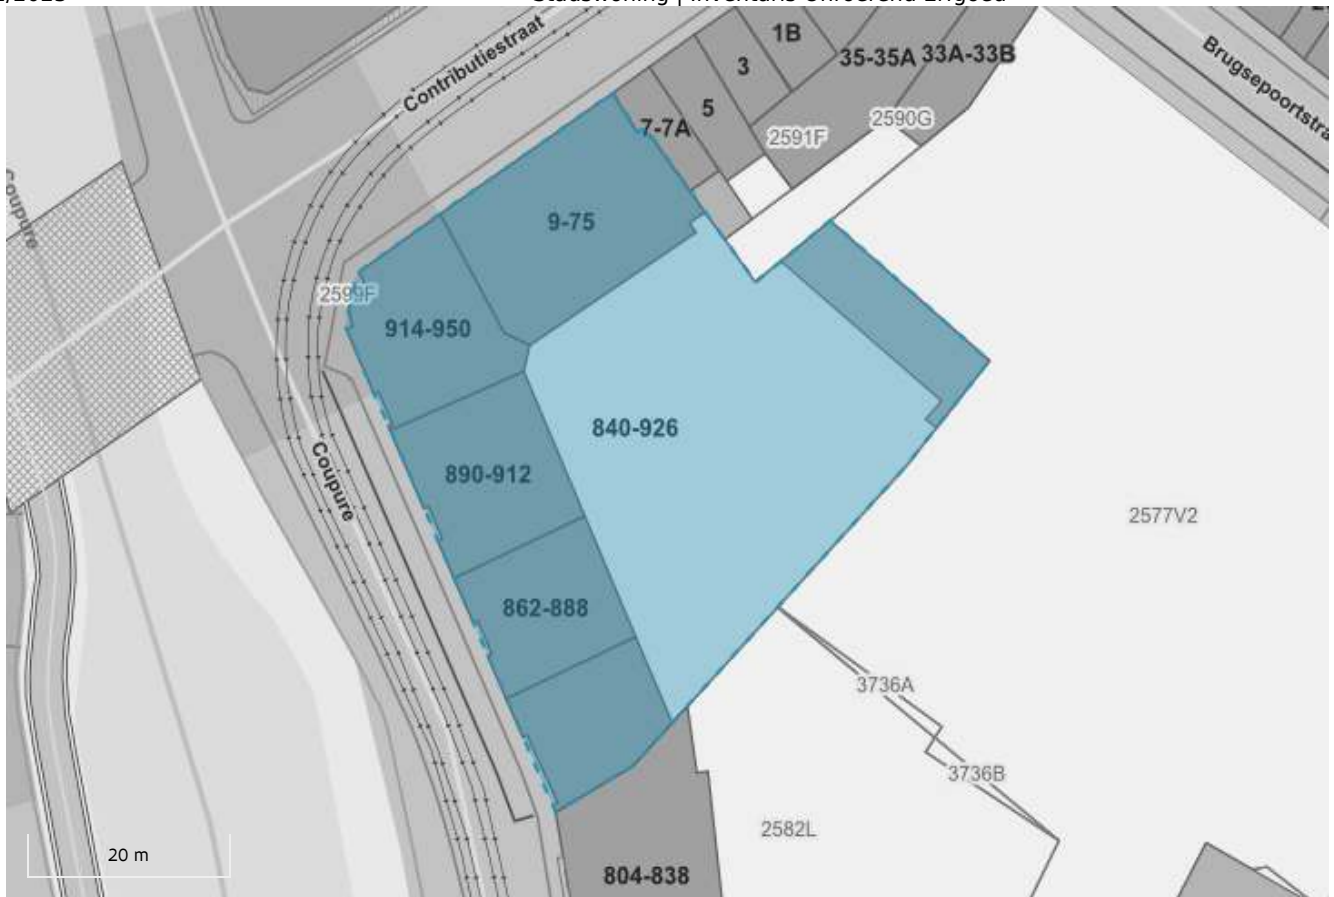 Stadswoning | Inventaris Onroerend Erfgoed
Contributiestraat
1B
3
35-35A
33A-33B
Brugsepoortstra
5
7-7A
2590G
2591F
Coupure
9-75
2599F
914-950
840-926
890-912
Coupure
2577V2
862-888
3736A
3736B
2582L
20 m
804-838